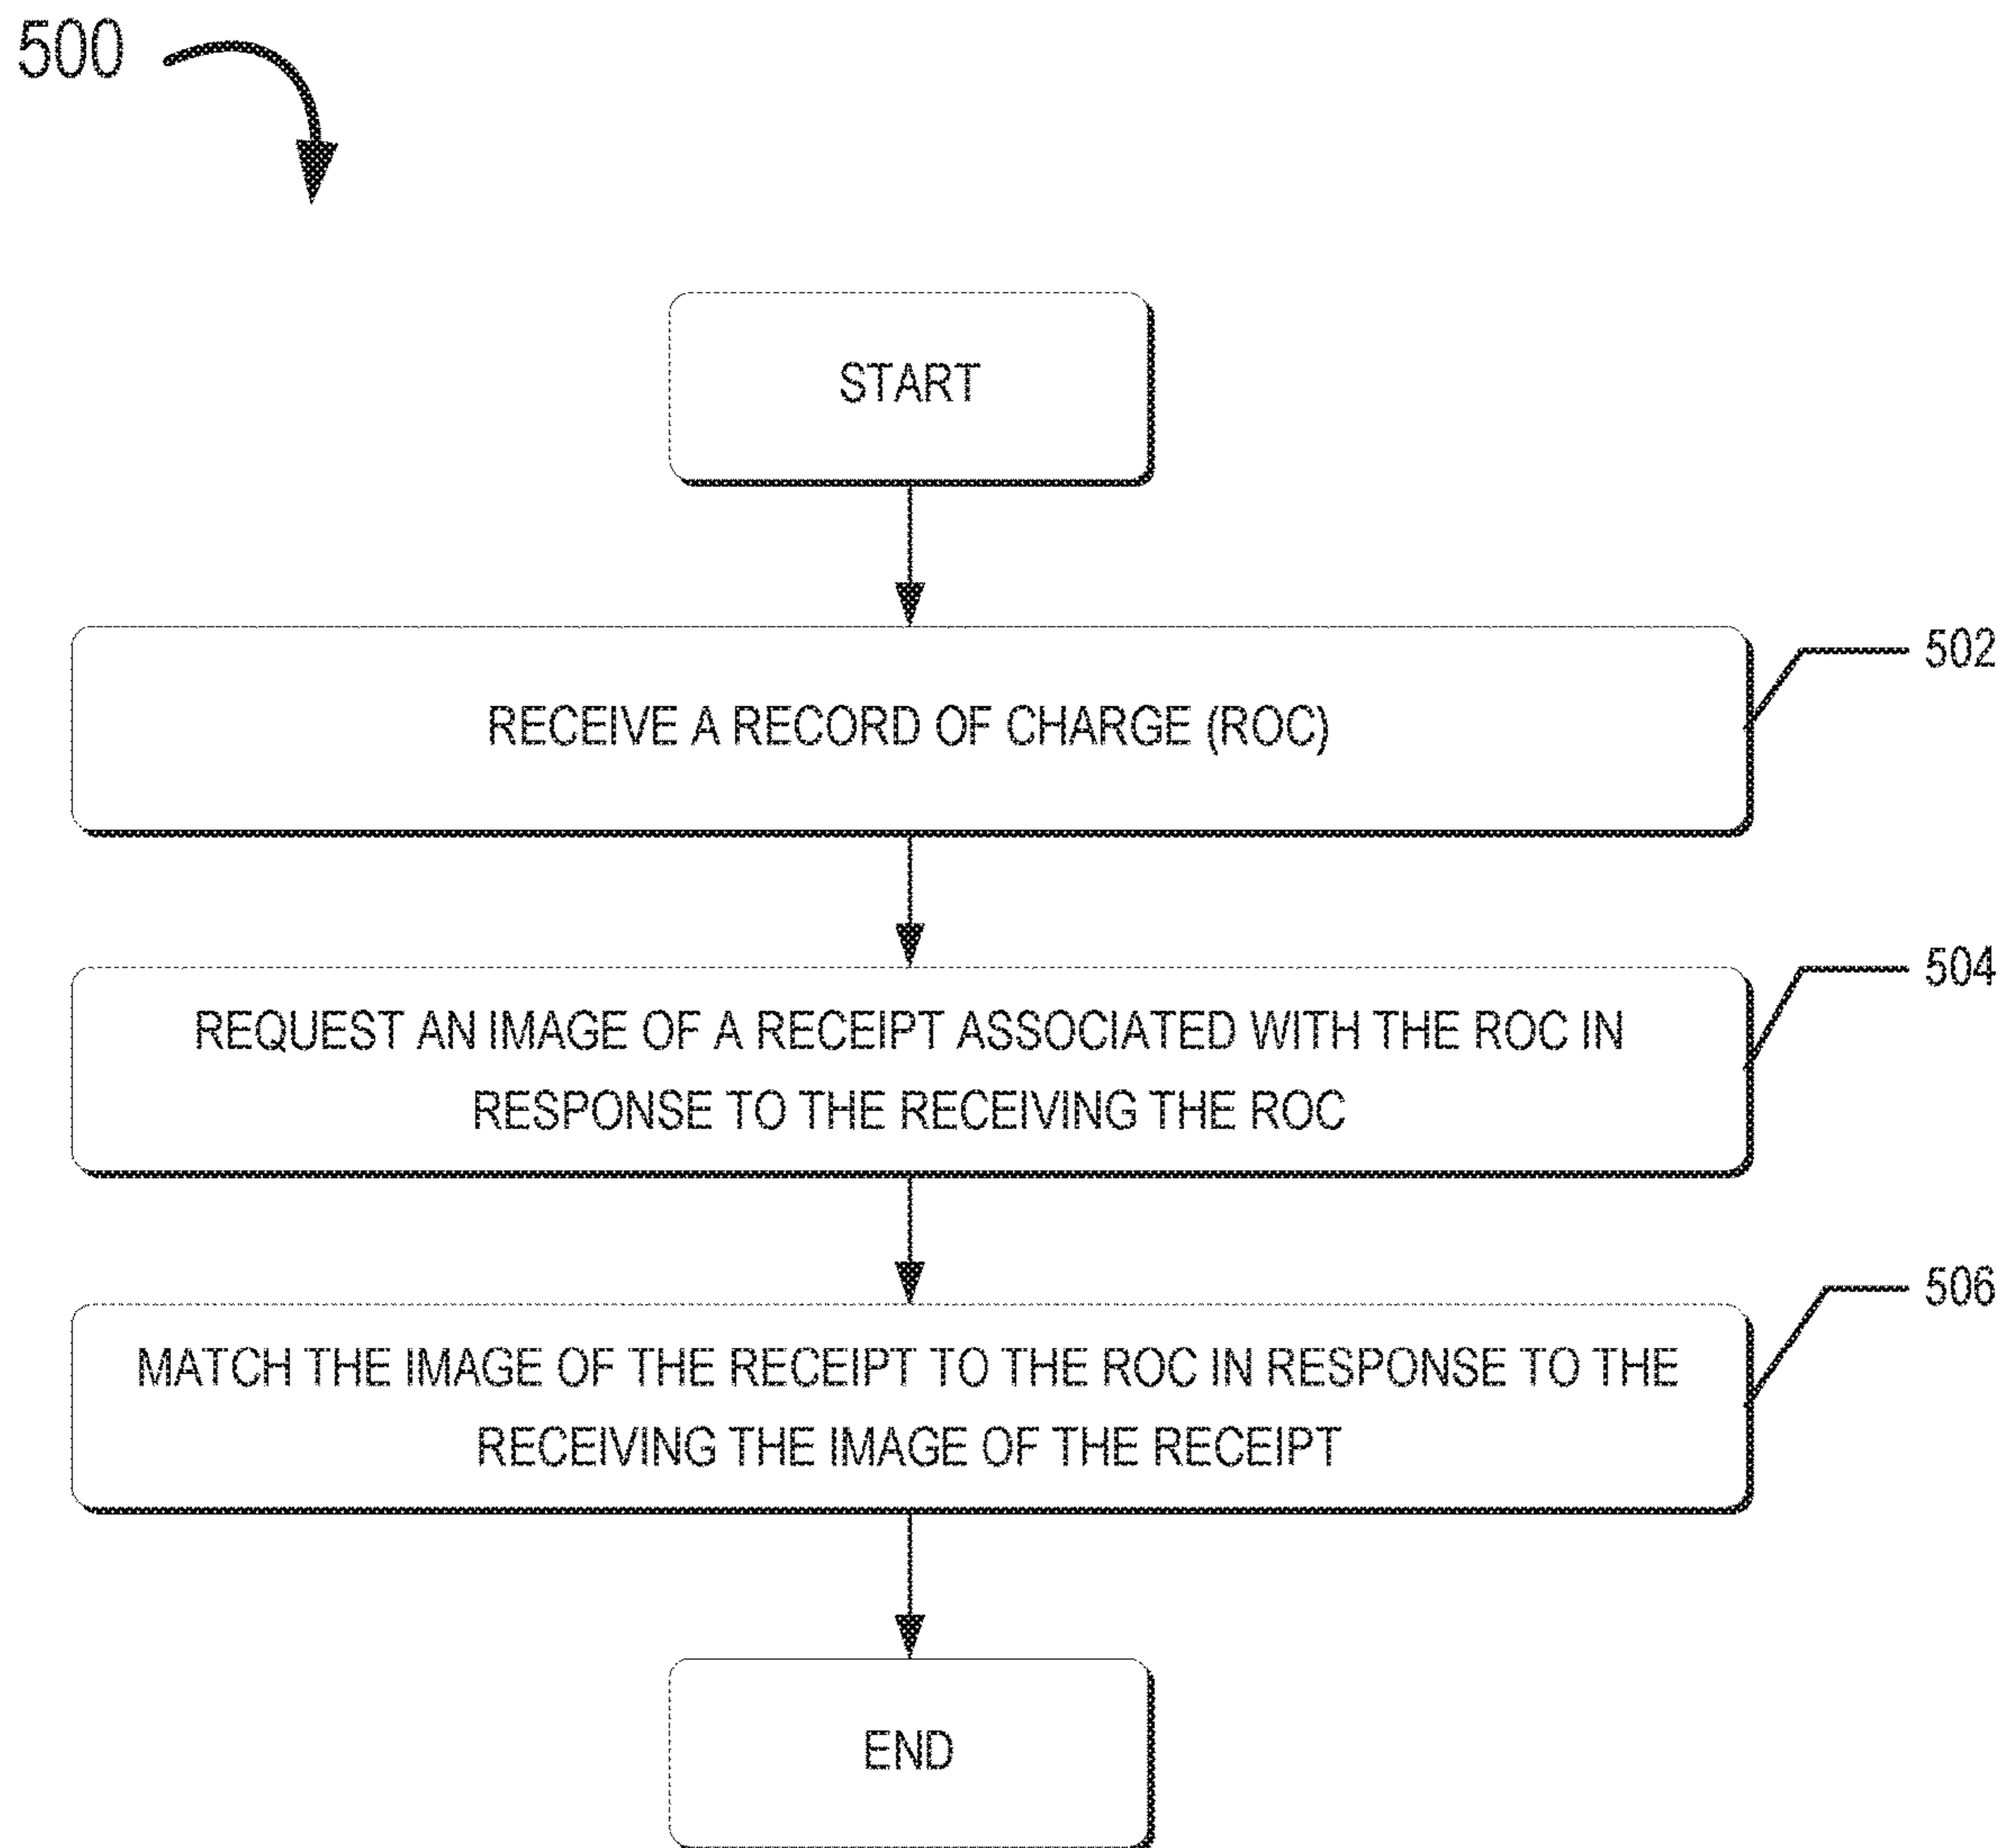 500
START
RECEIVE A RECORD OF CHARGE (ROC)
502
REQUEST AN IMAGE OF A RECEIPT ASSOCIATED WITH THE ROC IN
RESPONSE TO THE RECEIVING THE ROC
504
MATCH THE IMAGE OF THE RECEIPT TO THE ROC IN RESPONSE TO THE
RECEIVING THE IMAGE OF THE RECEIPT
506
END